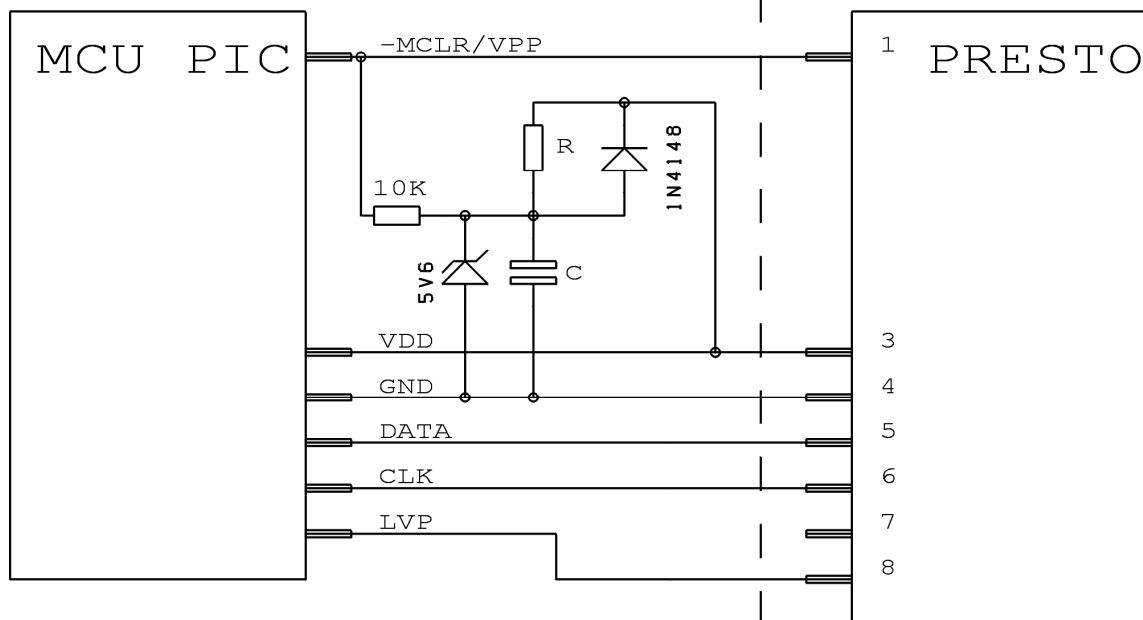 MCU PIC
-MCLR/VPP
1
PRESTO
R
1N4148
10K
5V6
C
VDD
3
GND
4
DATA
5
CLK
6
LVP
7
8